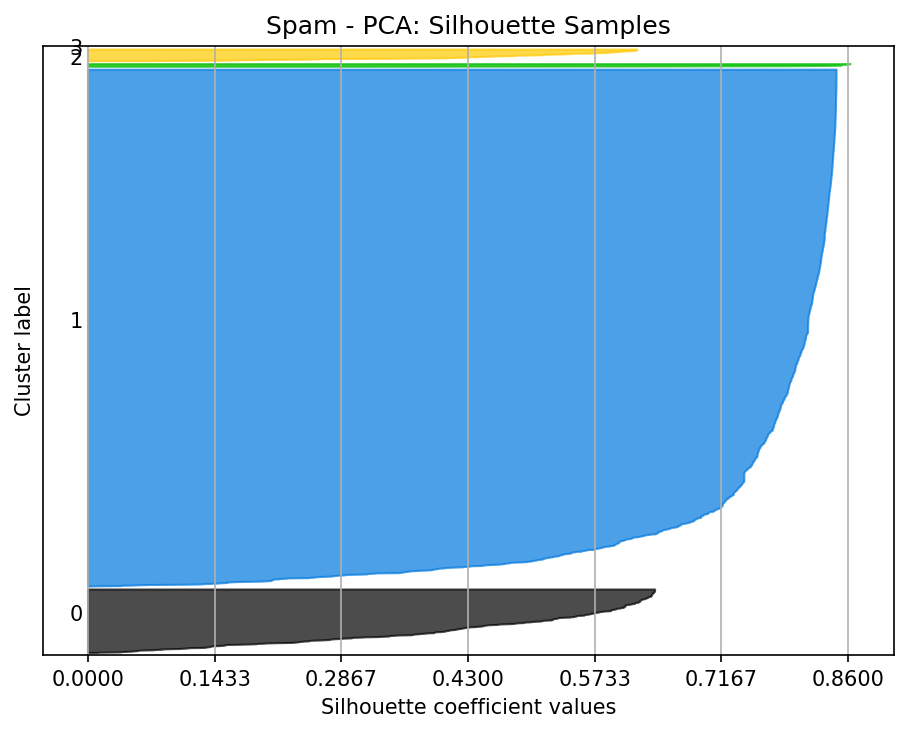 Spam - PCA: Silhouette Samples
3
2
1
0
Cluster label
0.0000 0.1433 0.2867 0.4300 0.5733 0.7167 0.8600
Silhouette coefficient values